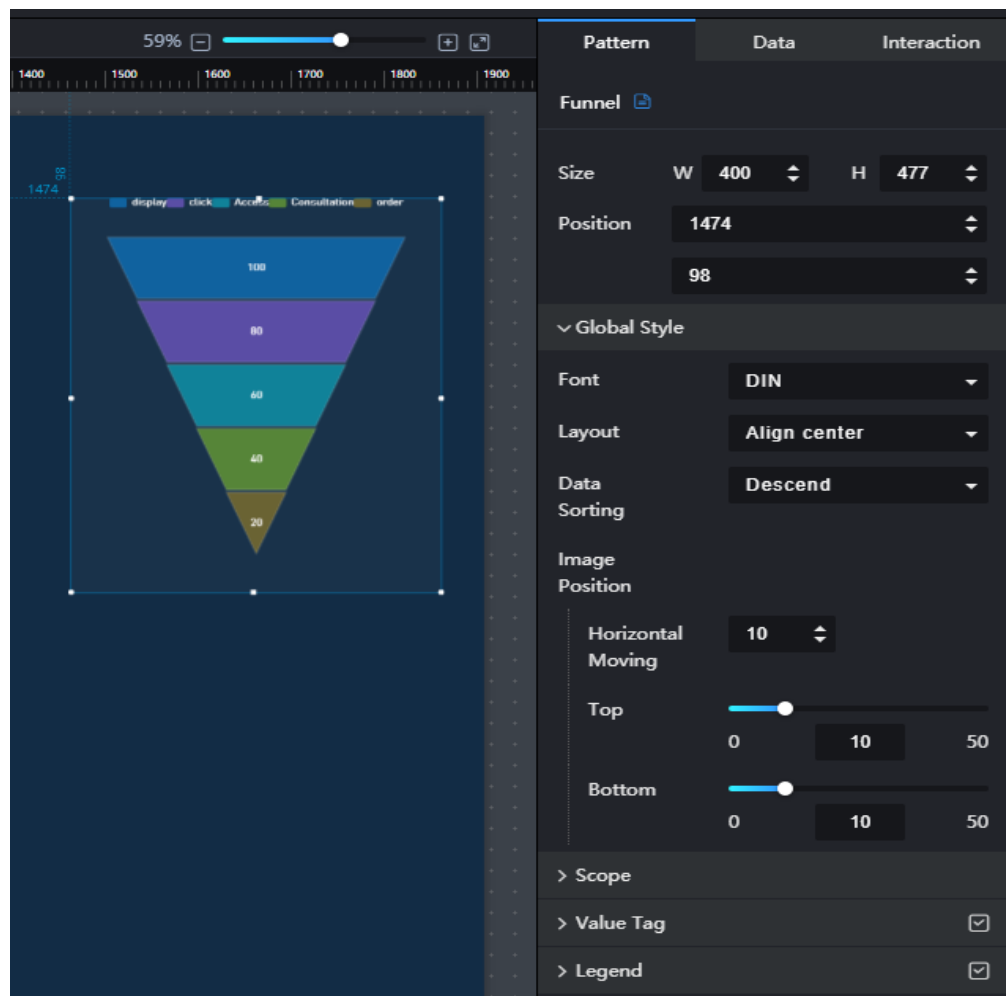 59%
Pattern Data Interaction
1400 1500 1600 1700 1800 1900
Funnel
98
1474
Size W 400 H 477
Position 1474
98
display click Access Consultation order
100
80
60
40
20
Global Style
Font DIN
Layout Align center
Data Descend
Sorting
Image
Position
Horizontal 10
Moving
Top
0 10 50
Bottom
0 10 50
Scope
Value Tag
Legend